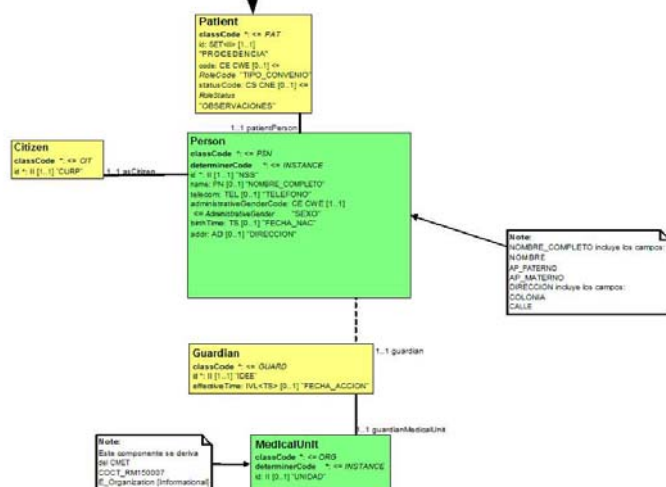 Patient
classCode *: <= PAT
id: SET<II> [1..1]
"PROCEDENCIA"
code: CE CWE [0..1] <=
RoleCode "TIPO_CONVENIO"
statusCode: CS CNE [0..1] <=
RoleStatus
"OBSERVACIONES"
1..1 patientPerson
Citizen
classCode *: <= CIT
id *: II [1..1] "CURP"
1..1 asCitizen
Person
classCode *: <= PSN
determinerCode *: <= INSTANCE
id *: II [1..1] "NSS"
name: PN [0..1] "NOMBRE_COMPLETO"
telecom: TEL [0..1] "TELEFONO"
administrativeGenderCode: CE CWE [1..1]
<= AdministrativeGender "SEXO"
birthTime: TS [0..1] "FECHA_NAC"
addr: AD [0..1] "DIRECCION"
Note:
NOMBRE_COMPLETO incluye los campos:
NOMBRE
AP_PATERNO
AP_MATERNO
DIRECCION incluye los campos:
COLONIA
CALLE
1..1 guardian
Guardian
classCode *: <= GUARD
id *: II [1..1] "IDEE"
effectiveTime: IVL<TS> [0..1] "FECHA_ACCION"
1..1 guardianMedicalUnit
Note:
Este componente se deriva
del CMET
COCT_RM150007
E_Organization [Informational]
MedicalUnit
classCode *: <= ORG
determinerCode *: <= INSTANCE
id: II [0..1] "UNIDAD"